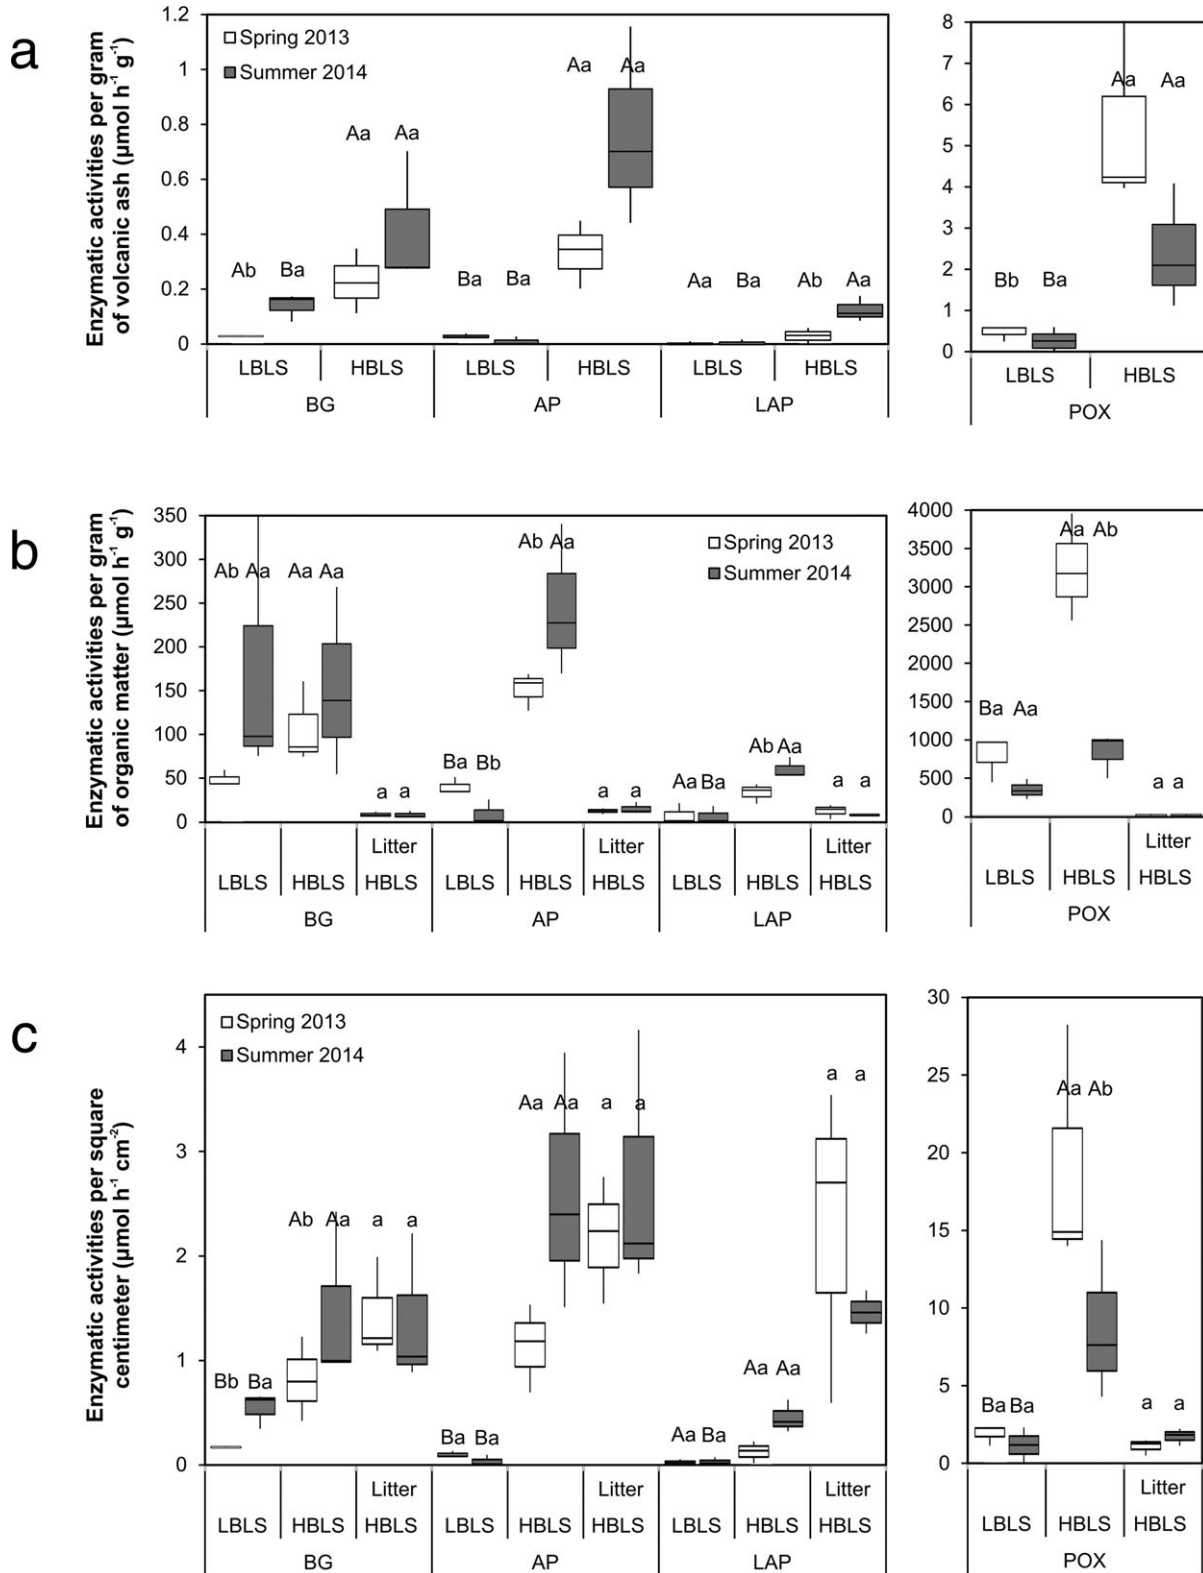 a
Enzymatic activities per gram
of volcanic ash (µmol h⁻¹ g⁻¹)
1.2
1
0.8
0.6
0.4
0.2
0
Spring 2013
Summer 2014
Ab Ba Aa Aa Ba Ba Aa Aa Aa Ba Ab Aa
LBLS HBLS LBLS HBLS LBLS HBLS
BG AP LAP
8
7
6
5
4
3
2
1
0
Bb Ba Aa Aa
LBLS HBLS
POX
b
Enzymatic activities per gram
of organic matter (µmol h⁻¹ g⁻¹)
350
300
250
200
150
100
50
0
Spring 2013
Summer 2014
Ab Aa Aa Aa a a Ba Bb Ab Aa a a Aa Ba Ab Aa a a
Litter Litter Litter
LBLS HBLS HBLS LBLS HBLS HBLS LBLS HBLS HBLS
BG AP LAP
4000
3500
3000
2500
2000
1500
1000
500
0
Ba Aa Aa Ab a a
Litter
LBLS HBLS HBLS
POX
c
Enzymatic activities per square
centimeter (µmol h⁻¹ cm⁻²)
4
3
2
1
0
Spring 2013
Summer 2014
Bb Ba Ab Aa a a Ba Ba Aa Aa a a Aa Ba Aa Aa a a
Litter Litter Litter
LBLS HBLS HBLS LBLS HBLS HBLS LBLS HBLS HBLS
BG AP LAP
30
25
20
15
10
5
0
Ba Ba Aa Ab a a
Litter
LBLS HBLS HBLS
POX